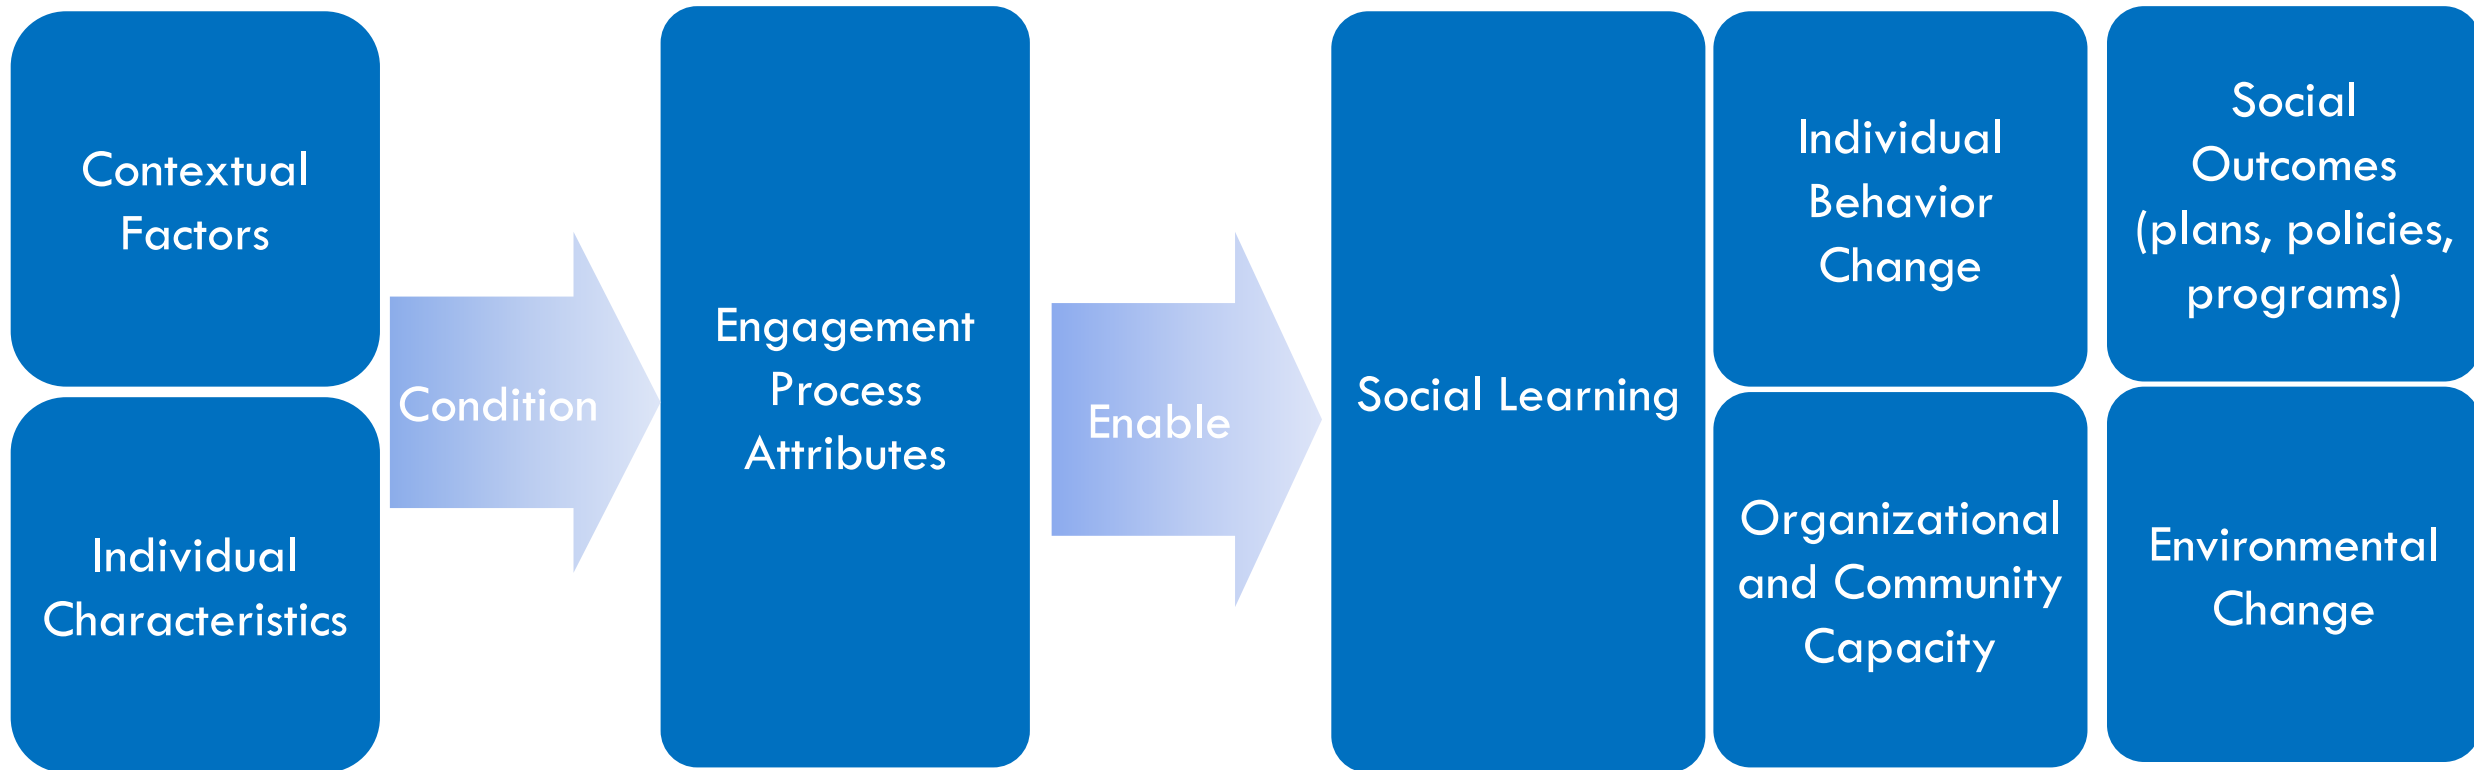 Contextual
Factors
Individual
Characteristics
Condition
Engagement
Process
Attributes
Enable
Social Learning
Individual
Behavior
Change
Organizational
and Community
Capacity
Social
Outcomes
(plans, policies,
programs)
Environmental
Change